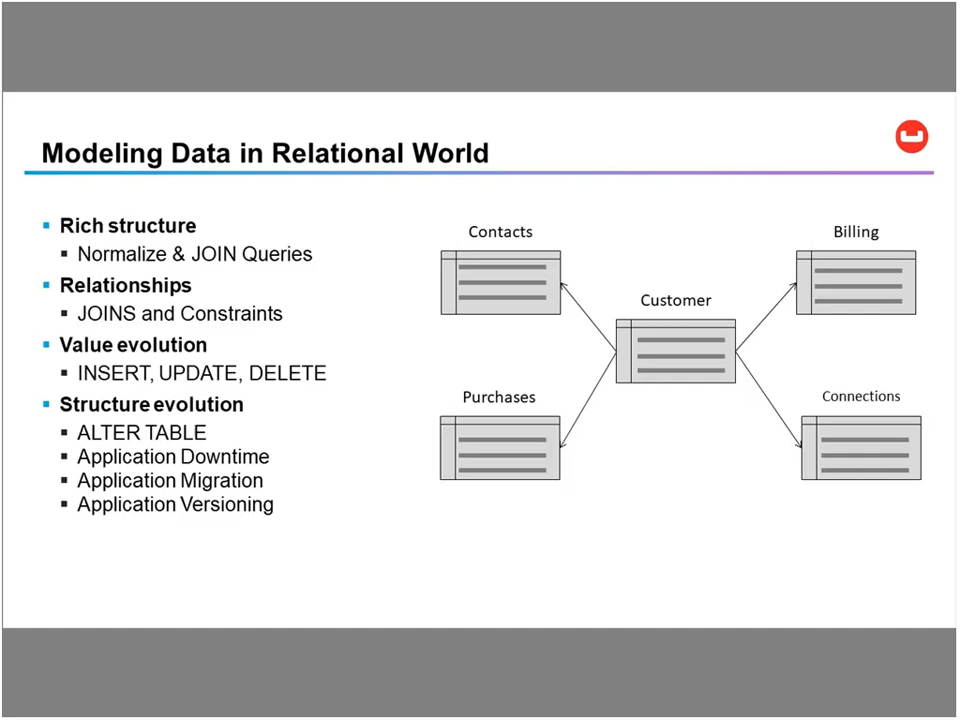 Modeling Data in Relational World
Rich structure
Normalize & JOIN Queries
Relationships
JOINS and Constraints
Value evolution
INSERT, UPDATE, DELETE
Structure evolution
ALTER TABLE
Application Downtime
Application Migration
Application Versioning
Contacts
Billing
Customer
Purchases
Connections